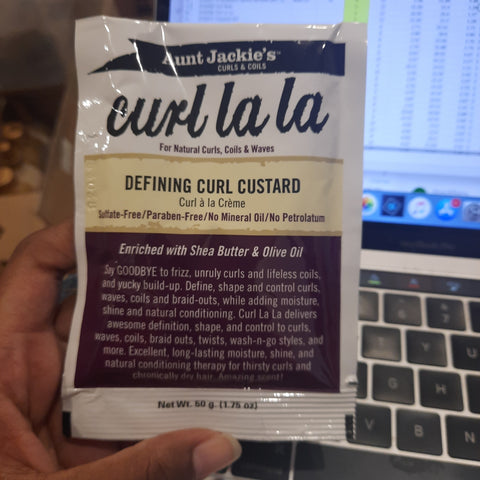 Aunt Jackie's™
CURLS & COILS
curl la la
For Natural Curls, Coils & Waves
DEFINING CURL CUSTARD
Curl à la Crème
Sulfate-Free/Paraben-Free/No Mineral Oil/No Petrolatum
Enriched with Shea Butter & Olive Oil
Say GOODBYE to frizz, unruly curls and lifeless coils,
and yucky build-up. Define, shape and control curls,
waves, coils and braid-outs, while adding moisture,
shine and natural conditioning. Curl La La delivers
awesome definition, shape, and control to curls,
waves, coils, braid outs, twists, wash-n-go styles, and
more. Excellent, long-lasting moisture, shine, and
natural conditioning therapy for thirsty curls and
chronically dry hair. Amazing scent!
Net Wt. 50 g. (1.75 oz)
MacBook Pro
Y
U
G
H
J
V
B
N